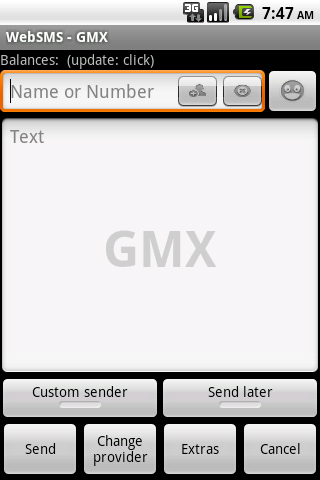 3G 7:47 AM
WebSMS - GMX
Balances: (update: click)
Name or Number
Text
GMX
Custom sender Send later
Send Change provider Extras Cancel